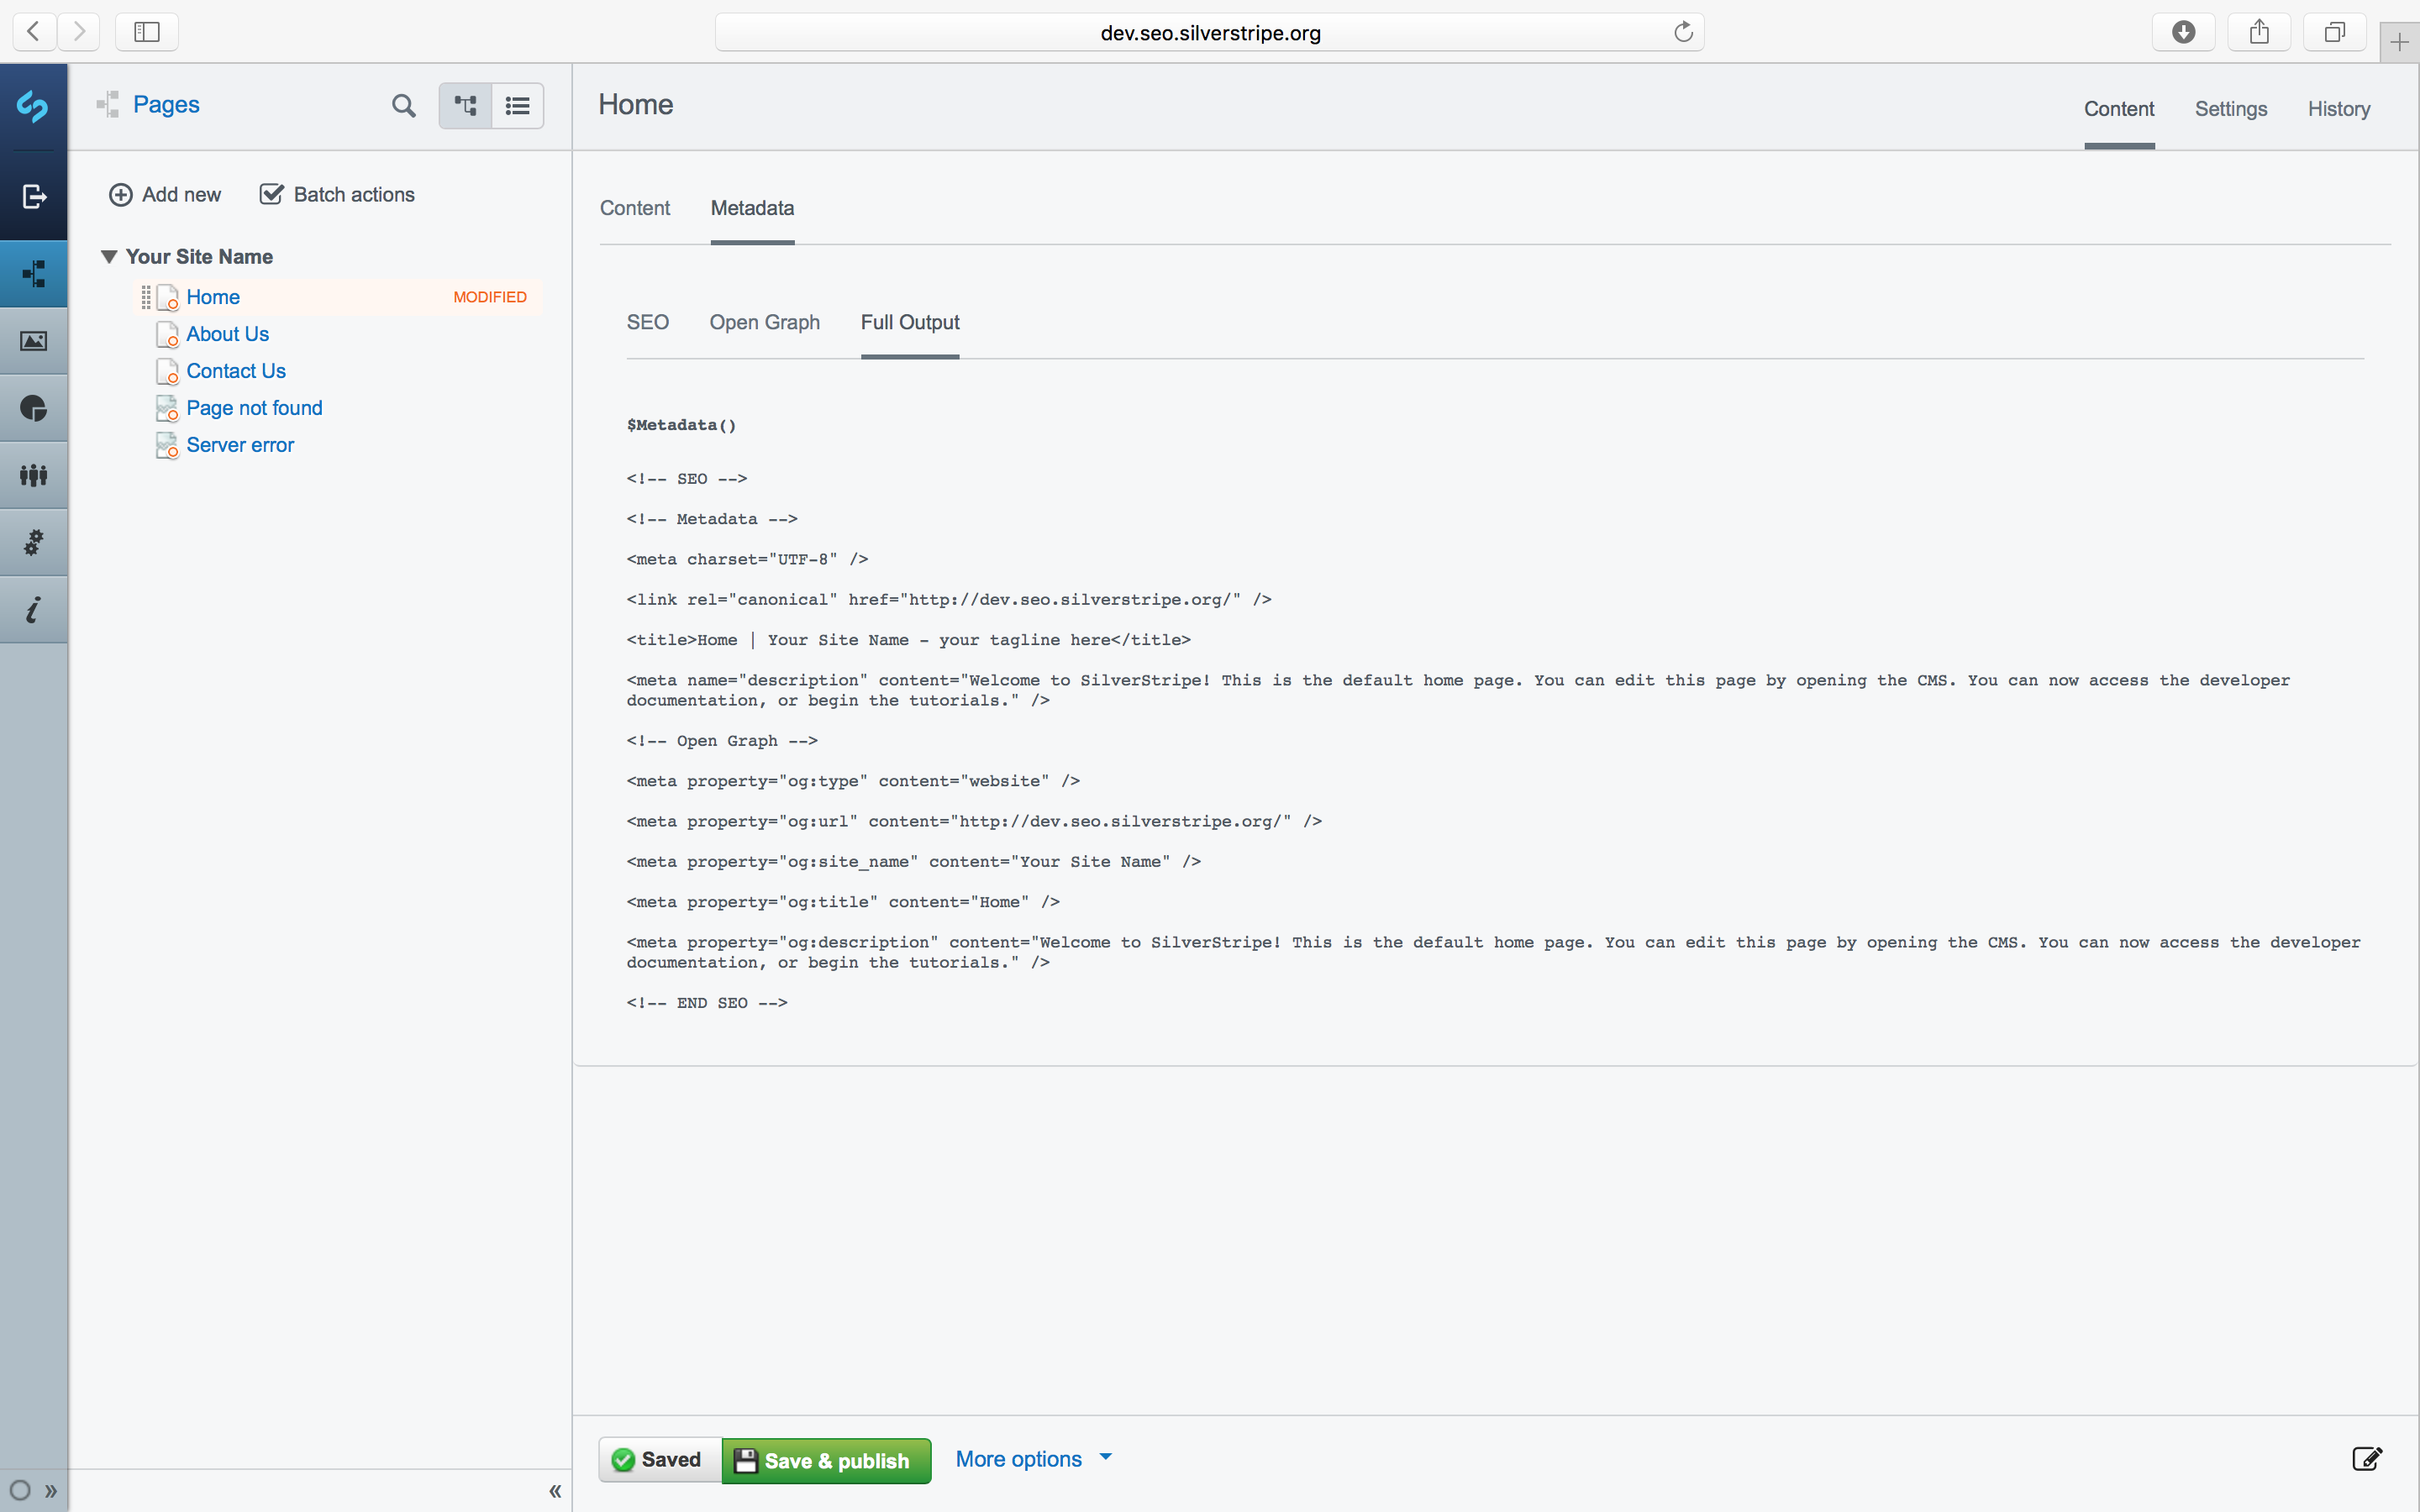 dev.seo.silverstripe.org
Pages
Home
Content
Settings
History
Add new
Batch actions
Your Site Name
Home
MODIFIED
About Us
Contact Us
Page not found
Server error
Content
Metadata
SEO
Open Graph
Full Output
$Metadata()
<!-- SEO -->
<!-- Metadata -->
<meta charset="UTF-8" />
<link rel="canonical" href="http://dev.seo.silverstripe.org/" />
<title>Home | Your Site Name - your tagline here</title>
<meta name="description" content="Welcome to SilverStripe! This is the default home page. You can edit this page by opening the CMS. You can now access the developer
documentation, or begin the tutorials." />
<!-- Open Graph -->
<meta property="og:type" content="website" />
<meta property="og:url" content="http://dev.seo.silverstripe.org/" />
<meta property="og:site_name" content="Your Site Name" />
<meta property="og:title" content="Home" />
<meta property="og:description" content="Welcome to SilverStripe! This is the default home page. You can edit this page by opening the CMS. You can now access the developer
documentation, or begin the tutorials." />
<!-- END SEO -->
Saved
Save & publish
More options